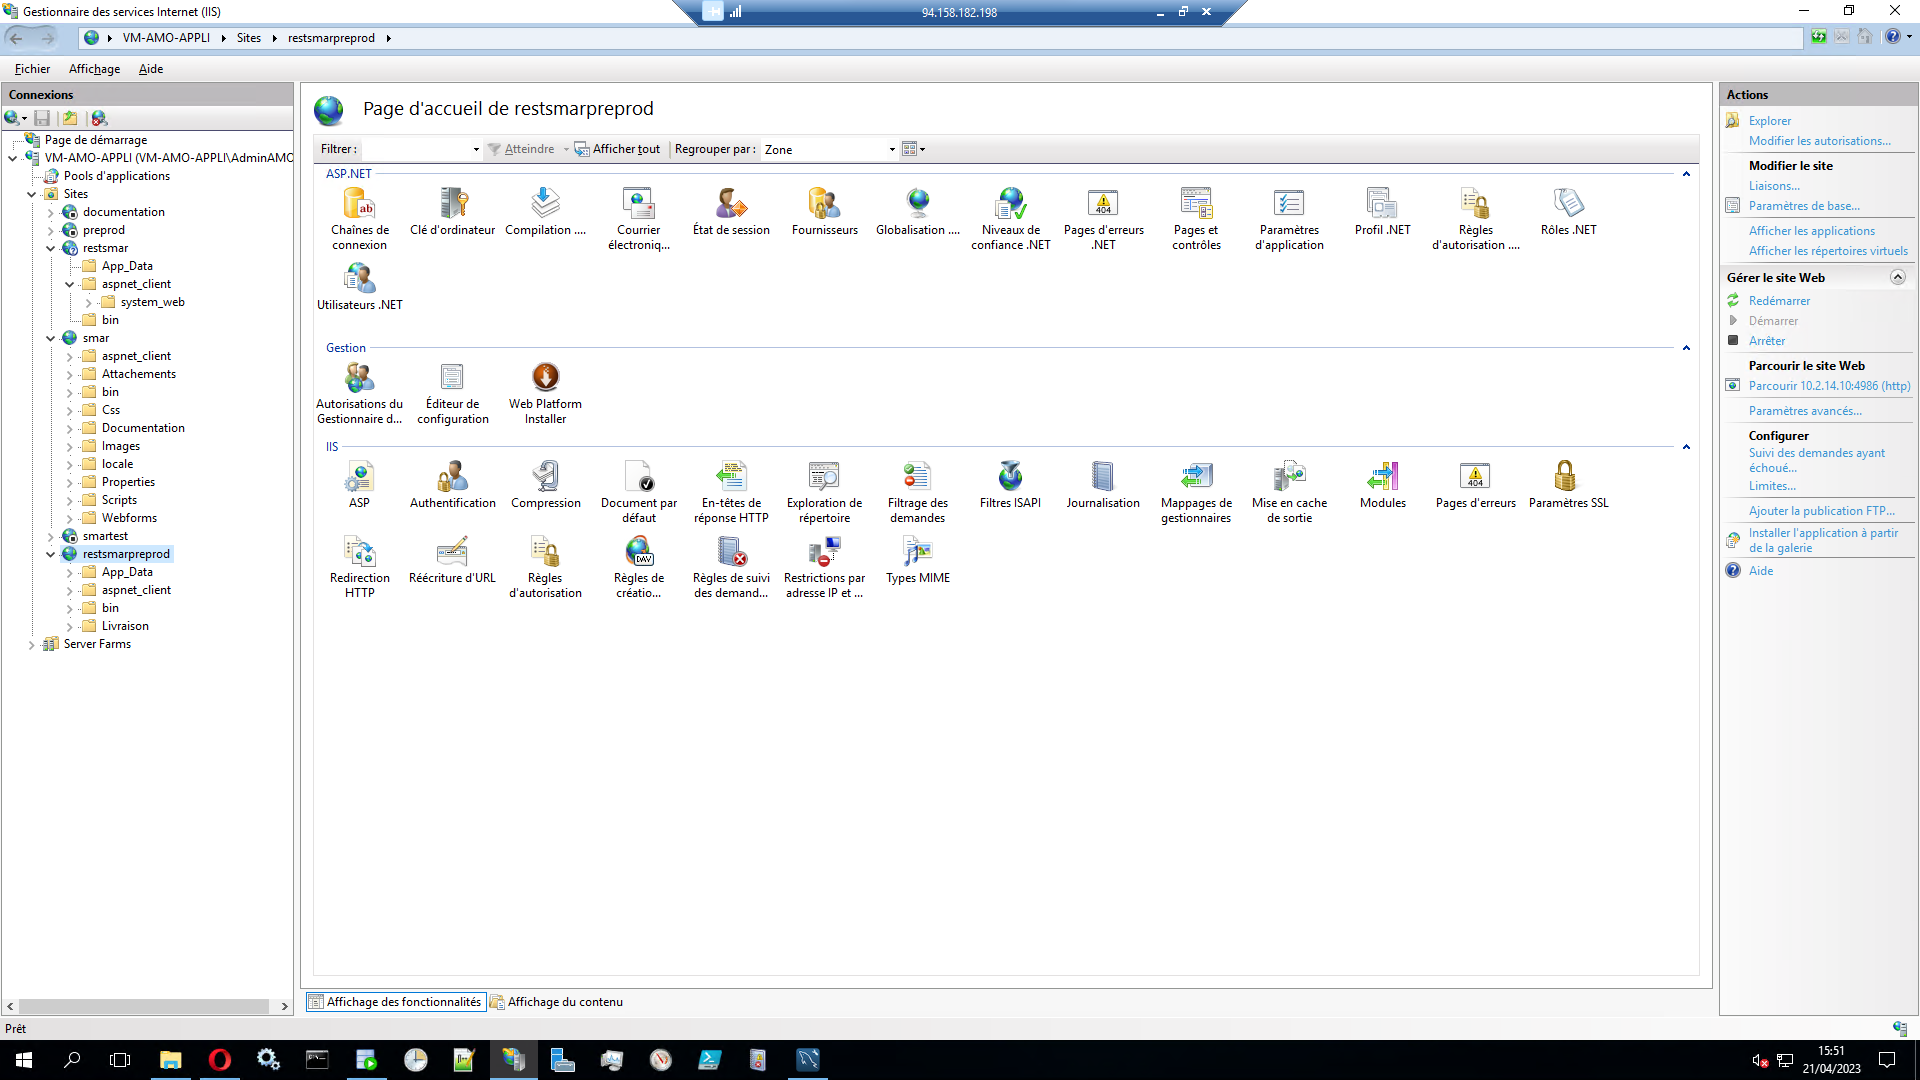 Gestionnaire des services Internet (IIS)
94.158.182.198
VM-AMO-APPLI
Sites
restsmarpreprod
Fichier
Affichage
Aide
Connexions
Page de démarrage
VM-AMO-APPLI (VM-AMO-APPLI\AdminAMO
Pools d'applications
Sites
documentation
preprod
restsmar
App_Data
aspnet_client
system_web
bin
smar
aspnet_client
Attachements
bin
Css
Documentation
Images
locale
Properties
Scripts
Webforms
smartest
restsmarpreprod
App_Data
aspnet_client
bin
Livraison
Server Farms
Page d'accueil de restsmarpreprod
Filtrer :
Atteindre
Afficher tout
Regrouper par :
Zone
ASP.NET
Chaînes de connexion
Clé d'ordinateur
Compilation ....
Courrier électroniq...
État de session
Fournisseurs
Globalisation ....
Niveaux de confiance .NET
Pages d'erreurs .NET
Pages et contrôles
Paramètres d'application
Profil .NET
Règles d'autorisation ....
Rôles .NET
Utilisateurs .NET
Gestion
Autorisations du Gestionnaire d...
Éditeur de configuration
Web Platform Installer
IIS
ASP
Authentification
Compression
Document par défaut
En-têtes de réponse HTTP
Exploration de répertoire
Filtrage des demandes
Filtres ISAPI
Journalisation
Mappages de gestionnaires
Mise en cache de sortie
Modules
Pages d'erreurs
Paramètres SSL
Redirection HTTP
Réécriture d'URL
Règles d'autorisation
Règles de créatio...
Règles de suivi des demand...
Restrictions par adresse IP et ...
Types MIME
Affichage des fonctionnalités
Affichage du contenu
Actions
Explorer
Modifier les autorisations...
Modifier le site
Liaisons...
Paramètres de base...
Afficher les applications
Afficher les répertoires virtuels
Gérer le site Web
Redémarrer
Démarrer
Arrêter
Parcourir le site Web
Parcourir 10.2.14.10:4986 (http)
Paramètres avancés...
Configurer
Suivi des demandes ayant
échoué...
Limites...
Ajouter la publication FTP...
Installer l'application à partir
de la galerie
Aide
Prêt
15:51
21/04/2023